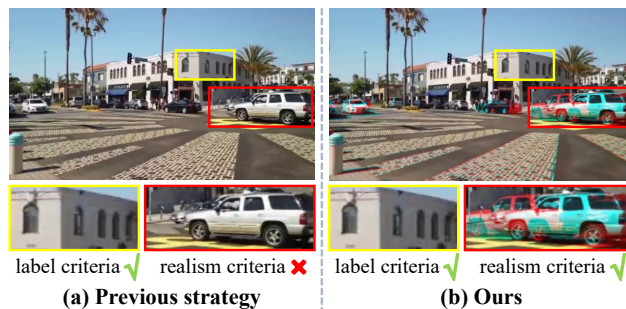 label criteria √
realism criteria ×
(a) Previous strategy
label criteria √
realism criteria √
(b) Ours